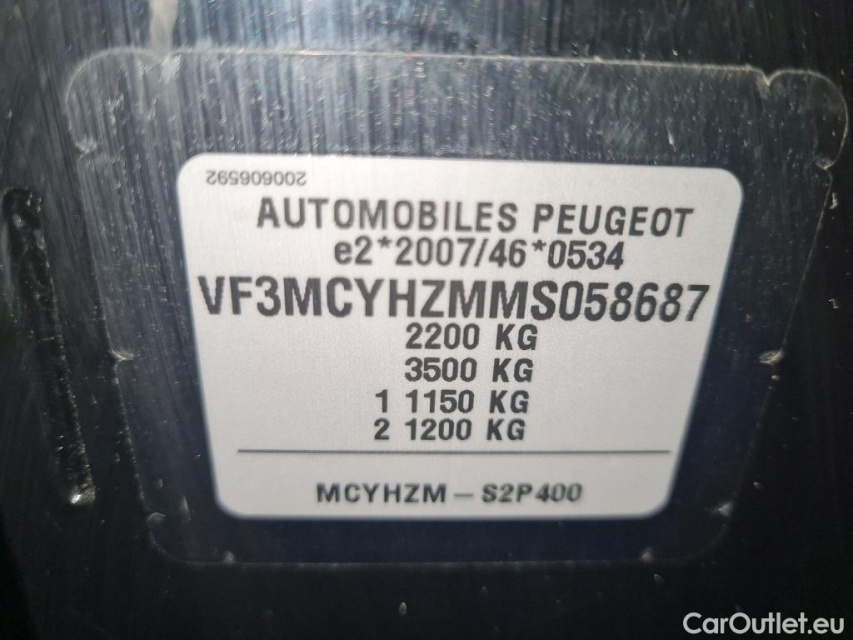 2006060592
AUTOMOBILES PEUGEOT
e2*2007/46*0534
VF3MCYHZMMS058687
2200 KG
3500 KG
1 1150 KG
2 1200 KG
MCYHZM - S2P400
CarOutlet.eu